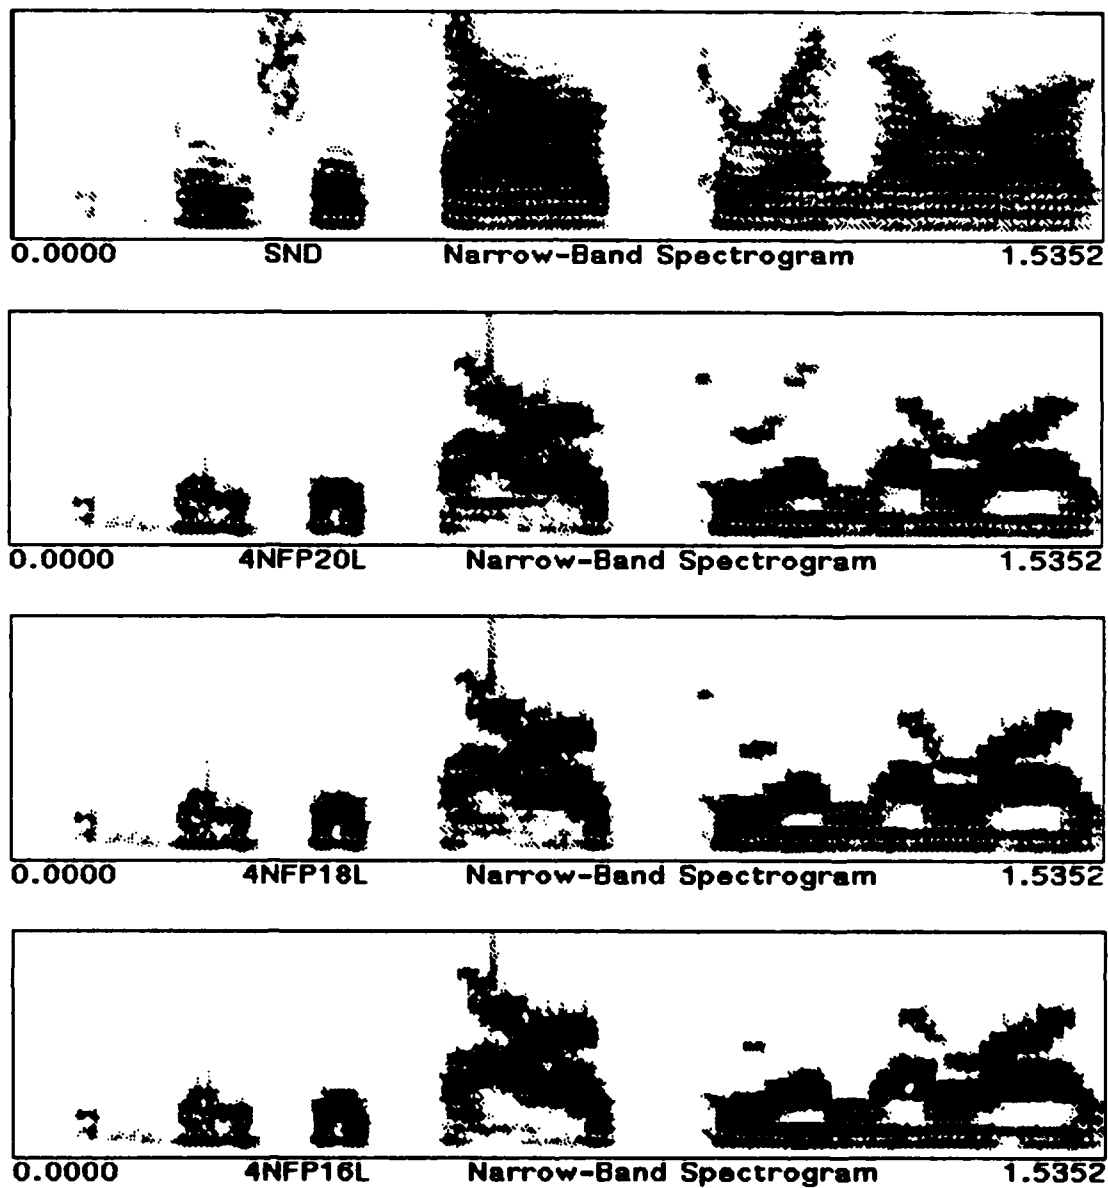 0.0000 SND Narrow-Band Spectrogram 1.5352
0.0000 4NFP20L Narrow-Band Spectrogram 1.5352
0.0000 4NFP18L Narrow-Band Spectrogram 1.5352
0.0000 4NFP16L Narrow-Band Spectrogram 1.5352